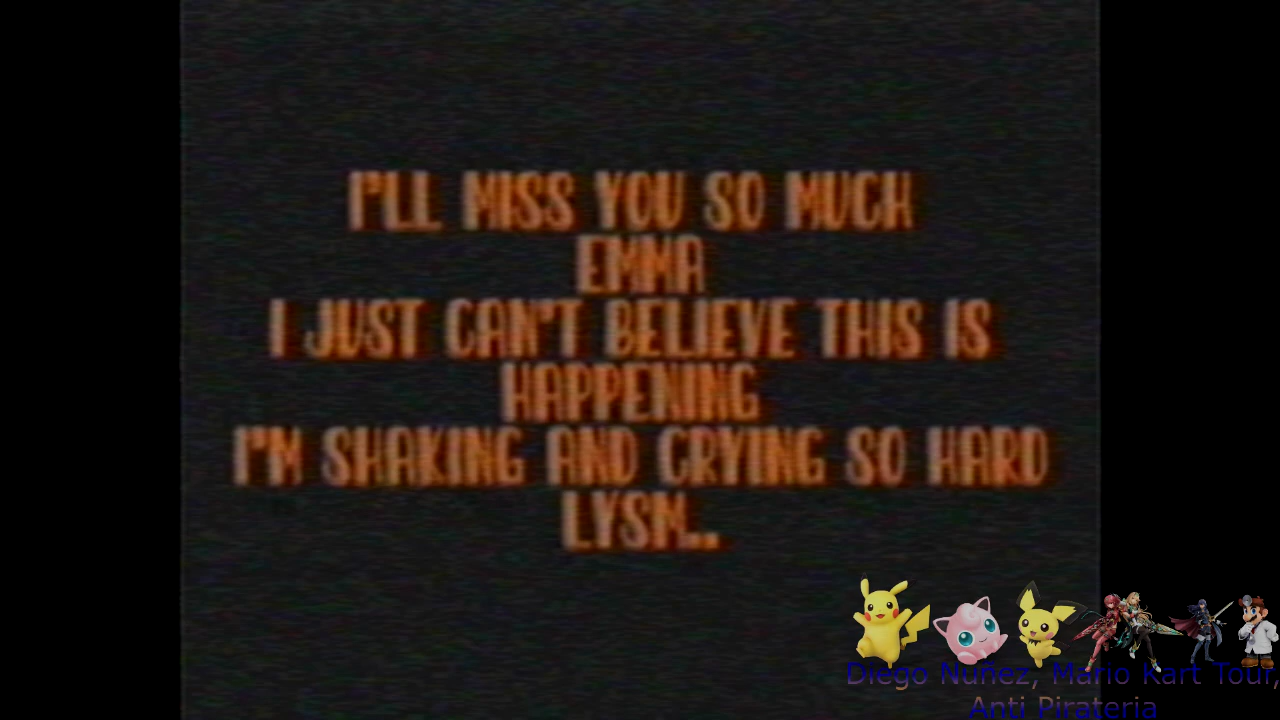 I'LL MISS YOU SO MUCH
EMMA
I JUST CAN'T BELIEVE THIS IS
HAPPENING
I'M SHAKING AND CRYING SO HARD
LYSM..
Diego Nuñez, Mario Kart Tour,
Anti Pirateria